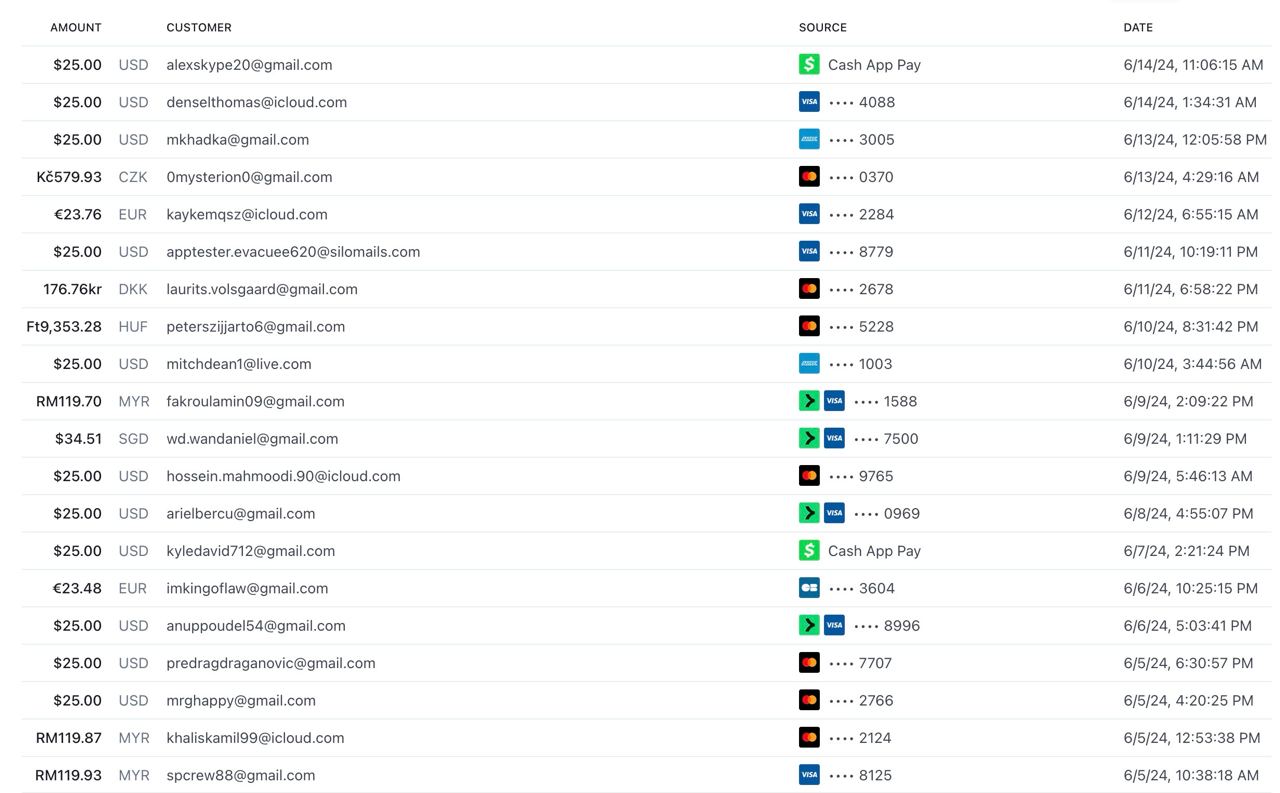 AMOUNT CUSTOMER SOURCE DATE
$25.00 USD alexskype20@gmail.com $ Cash App Pay 6/14/24, 11:06:15 AM
$25.00 USD denselthomas@icloud.com VISA •••• 4088 6/14/24, 1:34:31 AM
$25.00 USD mkhadka@gmail.com •••• 3005 6/13/24, 12:05:58 PM
Kč579.93 CZK 0mysterion0@gmail.com •••• 0370 6/13/24, 4:29:16 AM
€23.76 EUR kaykemqsz@icloud.com VISA •••• 2284 6/12/24, 6:55:15 AM
$25.00 USD apptester.evacuee620@silomails.com VISA •••• 8779 6/11/24, 10:19:11 PM
176.76kr DKK laurits.volsgaard@gmail.com •••• 2678 6/11/24, 6:58:22 PM
Ft9,353.28 HUF peterszijjarto6@gmail.com •••• 5228 6/10/24, 8:31:42 PM
$25.00 USD mitchdean1@live.com •••• 1003 6/10/24, 3:44:56 AM
RM119.70 MYR fakroulamin09@gmail.com VISA •••• 1588 6/9/24, 2:09:22 PM
$34.51 SGD wd.wandaniel@gmail.com VISA •••• 7500 6/9/24, 1:11:29 PM
$25.00 USD hossein.mahmoodi.90@icloud.com •••• 9765 6/9/24, 5:46:13 AM
$25.00 USD arielbercu@gmail.com VISA •••• 0969 6/8/24, 4:55:07 PM
$25.00 USD kyledavid712@gmail.com $ Cash App Pay 6/7/24, 2:21:24 PM
€23.48 EUR imkingoflaw@gmail.com •••• 3604 6/6/24, 10:25:15 PM
$25.00 USD anuppoudel54@gmail.com VISA •••• 8996 6/6/24, 5:03:41 PM
$25.00 USD predragdraganovic@gmail.com •••• 7707 6/5/24, 6:30:57 PM
$25.00 USD mrghappy@gmail.com •••• 2766 6/5/24, 4:20:25 PM
RM119.87 MYR khaliskamil99@icloud.com •••• 2124 6/5/24, 12:53:38 PM
RM119.93 MYR spcrew88@gmail.com VISA •••• 8125 6/5/24, 10:38:18 AM